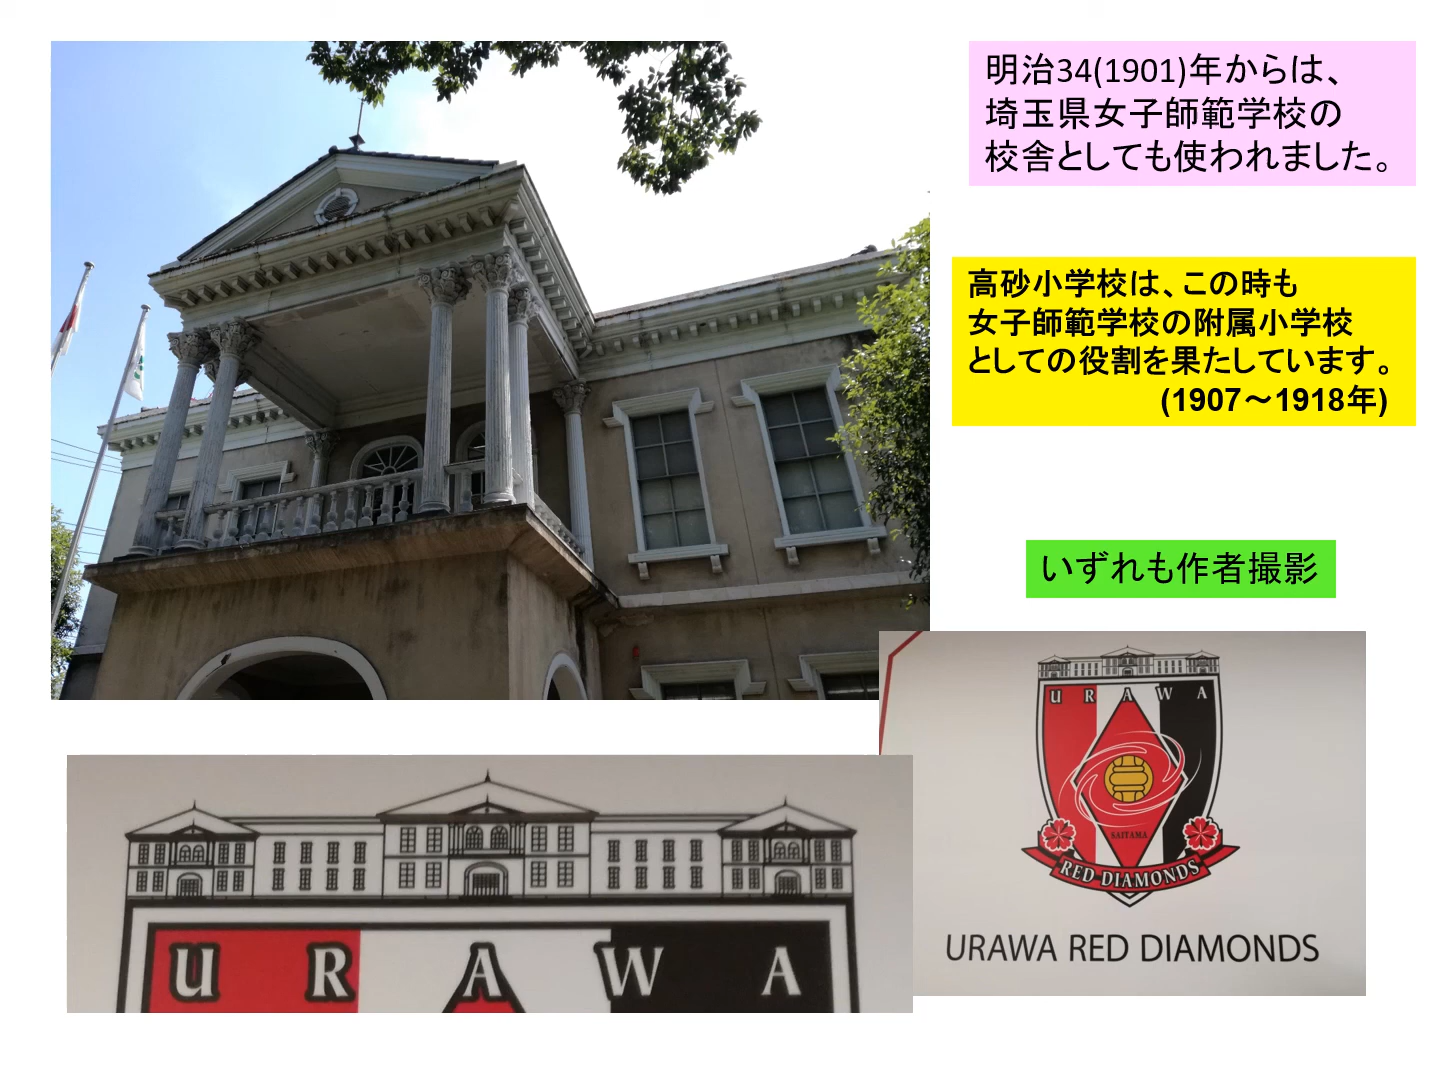 明治34(1901)年からは、
埼玉県女子師範学校の
校舎としても使われました。
高砂小学校は、この時も
女子師範学校の附属小学校
としての役割を果たしています。
(1907～1918年)
いずれも作者撮影
URAWA
SAITAMA
RED DIAMONDS
URAWA RED DIAMONDS
URAWA